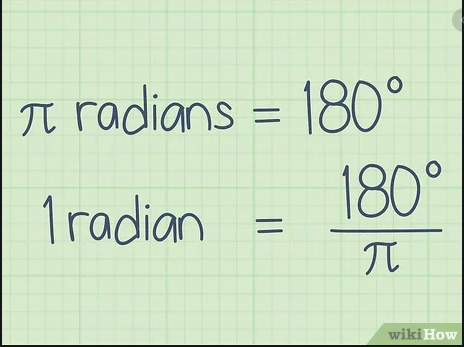 π radians = 180°
1 radian = 180°/π
wikiHow